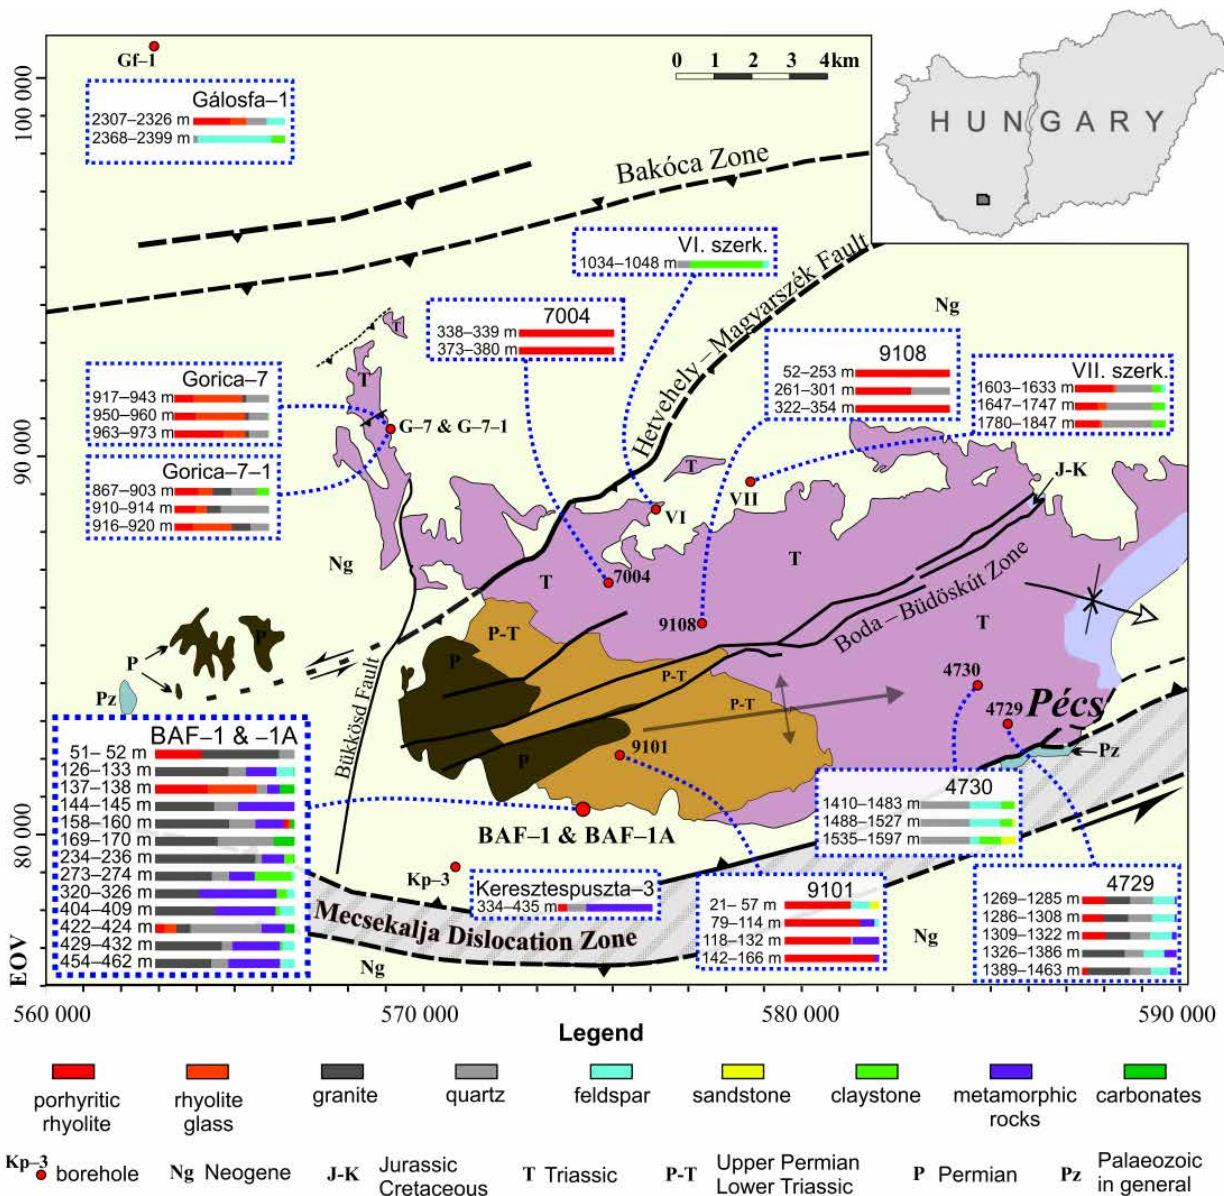 Gf–1
0 1 2 3 4km
HUNGARY
100 000
90 000
80 000
EOV
Gálosfa–1
2307–2326 m
2368–2399 m
Bakóca Zone
VI. szerk.
1034–1048 m
Hetvehely – Magyarszék Fault
Ng
7004
338–339 m
373–380 m
9108
52–253 m
261–301 m
322–354 m
VII. szerk.
1603–1633 m
1647–1747 m
1780–1847 m
T
T
Gorica–7
917–943 m
950–960 m
963–973 m
G–7 & G–7–1
Gorica–7–1
867–903 m
910–914 m
916–920 m
T
J-K
VII
VI
Ng
T
7004
T
Boda – Büdöskút Zone
T
9108
P-T
P
P
P
P-T
P-T
4730
4729
Pécs
Pz
Pz
9101
P
Bükkösd Fault
BAF–1 & –1A
51– 52 m
126–133 m
137–138 m
144–145 m
158–160 m
169–170 m
234–236 m
273–274 m
320–326 m
404–409 m
422–424 m
429–432 m
454–462 m
BAF–1 & BAF–1A
4730
1410–1483 m
1488–1527 m
1535–1597 m
Kp–3
Keresztespuszta–3
334–435 m
9101
21– 57 m
79–114 m
118–132 m
142–166 m
4729
1269–1285 m
1286–1308 m
1309–1322 m
1326–1386 m
1389–1463 m
Mecsekalja Dislocation Zone
Ng
Ng
560 000
570 000
580 000
590 000
Legend
porhyritic
rhyolite
rhyolite
glass
granite
quartz
feldspar
sandstone
claystone
metamorphic
rocks
carbonates
Kp–3 borehole
Ng Neogene
J-K Jurassic
Cretaceous
T Triassic
P-T Upper Permian
Lower Triassic
P Permian
Pz Palaeozoic
in general